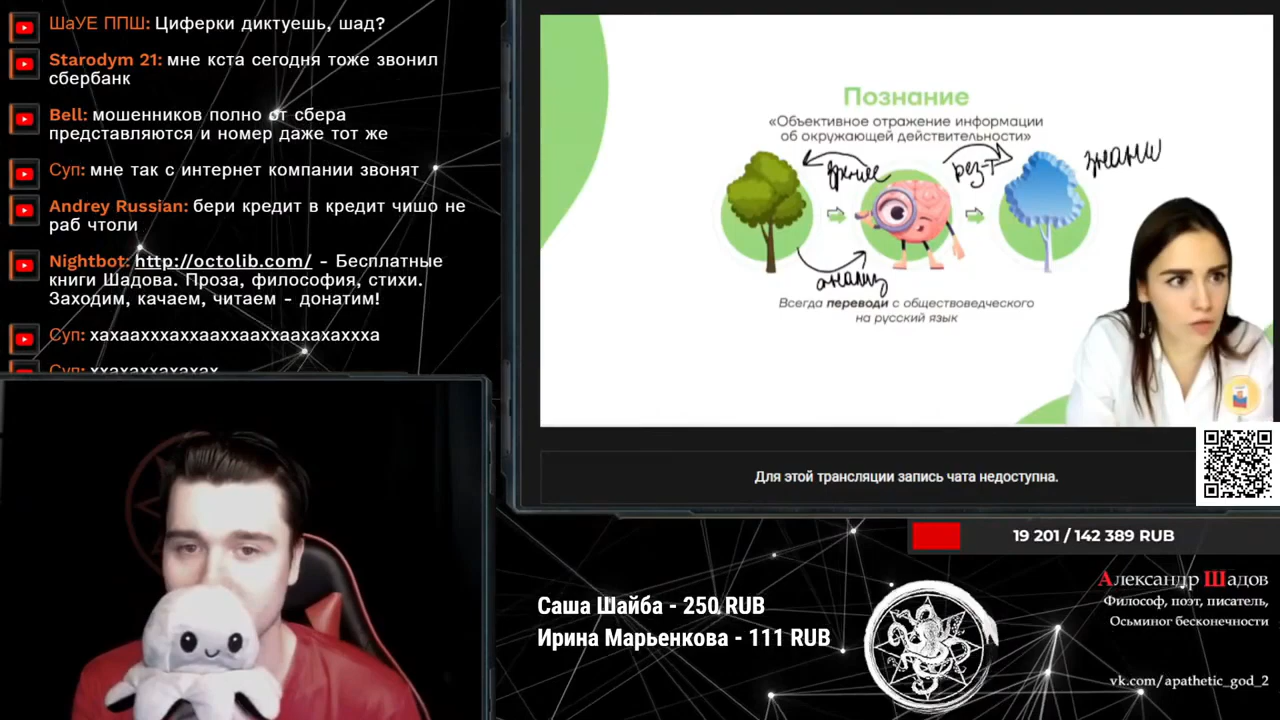 ШаУЕ ППШ: Циферки диктуешь, шад?
Starodym 21: мне кста сегодня тоже звонил
сбербанк
Bell: мошенников полно от сбера
представляются и номер даже тот же
Суп: мне так с интернет компании звонят
Andrey Russian: бери кредит в кредит чишо не
раб чтоли
Nightbot: http://octolib.com/ - Бесплатные
книги Шадова. Проза, философия, стихи.
Заходим, качаем, читаем - донатим!
Суп: хахаахххаххааххааххаахахаххха
Познание
«Объективное отражение информации
об окружающей действительности»
рез-т
знани
анализ
Всегда переводи с обществоведческого
на русский язык
Для этой трансляции запись чата недоступна.
19 201 / 142 389 RUB
Саша Шайба - 250 RUB
Ирина Марьенкова - 111 RUB
Александр Шадов
Философ, поэт, писатель,
Осьминог бесконечности
vk.com/apathetic_god_2